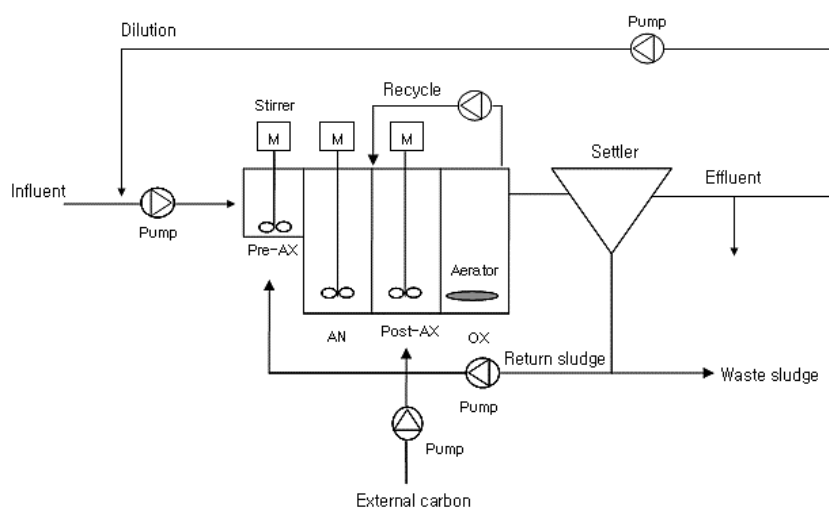 Dilution
Pump
Recycle
Stirrer
M
M
M
Settler
Influent
Effluent
Pump
Pre-AX
Aerator
AN
Post-AX
OX
Return sludge
Waste sludge
Pump
Pump
External carbon